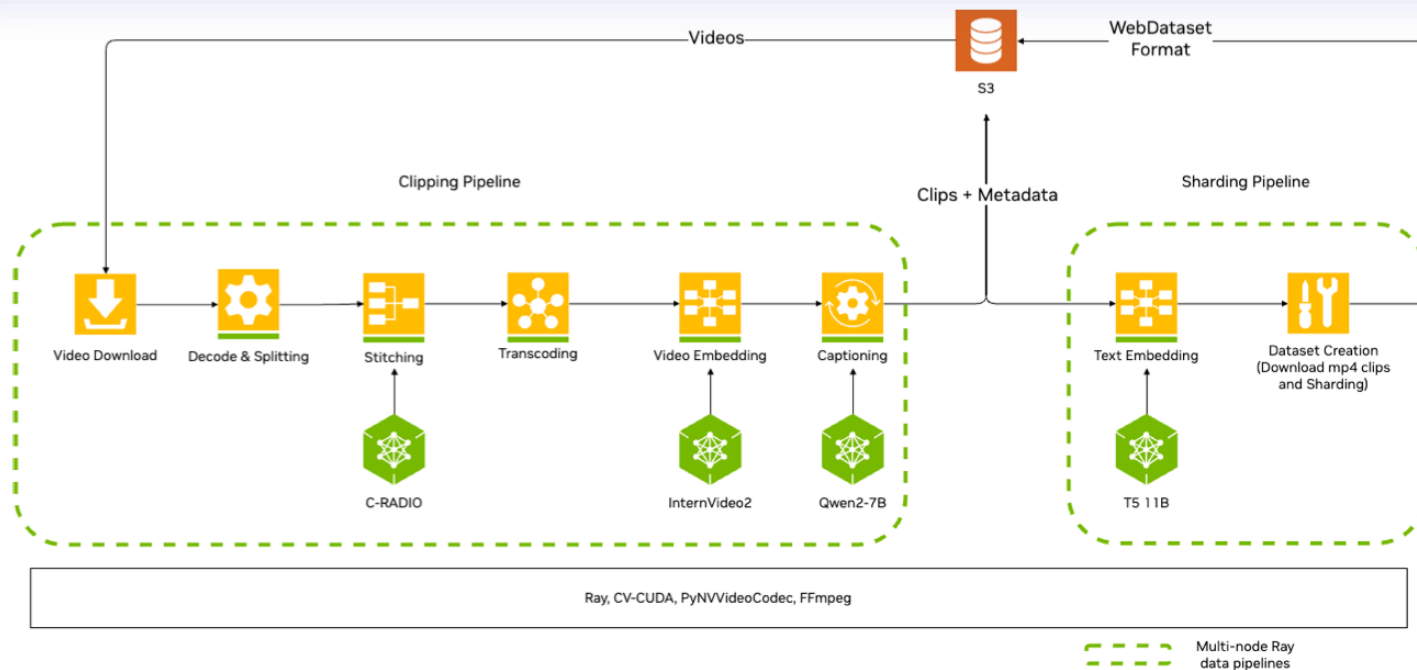 Videos
WebDataset
Format
S3
Clipping Pipeline
Clips + Metadata
Sharding Pipeline
Video Download
Decode & Splitting
Stitching
Transcoding
Video Embedding
Captioning
Text Embedding
Dataset Creation
(Download mp4 clips
and Sharding)
C-RADIO
InternVideo2
Qwen2-7B
T5 11B
Ray, CV-CUDA, PyNVVideoCodec, FFmpeg
Multi-node Ray
data pipelines